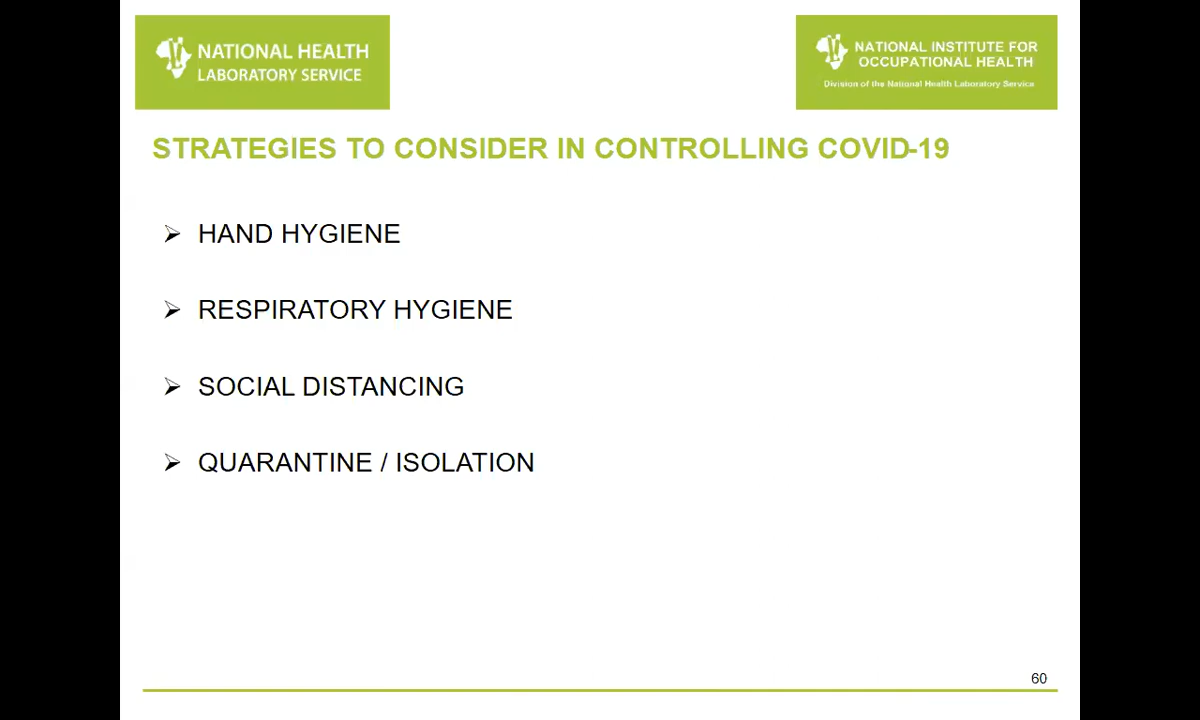 NATIONAL HEALTH
LABORATORY SERVICE
NATIONAL INSTITUTE FOR
OCCUPATIONAL HEALTH
Division of the National Health Laboratory Service
STRATEGIES TO CONSIDER IN CONTROLLING COVID-19
➢ HAND HYGIENE
➢ RESPIRATORY HYGIENE
➢ SOCIAL DISTANCING
➢ QUARANTINE / ISOLATION
60